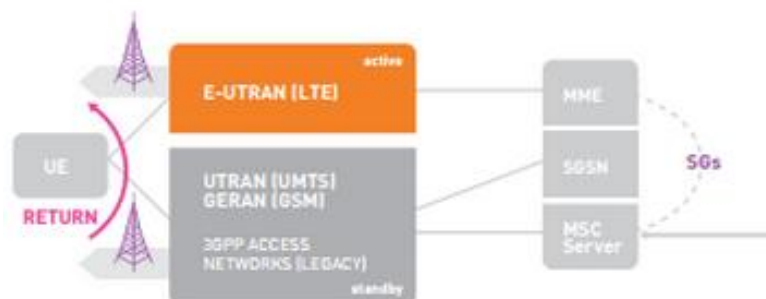 active
E-UTRAN (LTE)
MME
UE
SGSN
SGs
UTRAN (UMTS)
GERAN (GSM)
RETURN
MSC
Server
3GPP ACCESS
NETWORKS (LEGACY)
standby